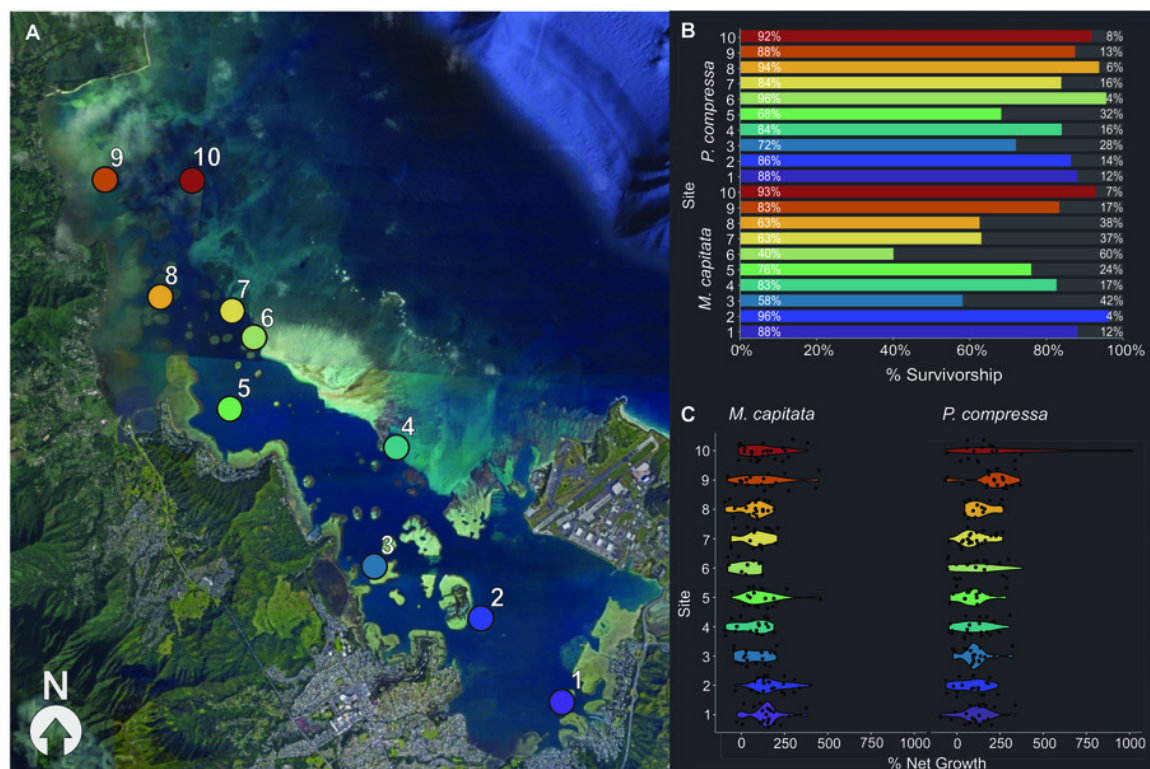 A
9
10
8
7
6
5
4
3
2
1
N
B
P. compressa
M. capitata
Site
10 92% 8%
9 88% 13%
8 94% 6%
7 84% 16%
6 96% 4%
5 68% 32%
4 84% 16%
3 72% 28%
2 86% 14%
1 88% 12%
10 93% 7%
9 83% 17%
8 63% 38%
7 63% 37%
6 40% 60%
5 76% 24%
4 83% 17%
3 58% 42%
2 96% 4%
1 88% 12%
0% 20% 40% 60% 80% 100%
% Survivorship
C M. capitata P. compressa
Site
10
9
8
7
6
5
4
3
2
1
0 250 500 750 1000 0 250 500 750 1000
% Net Growth